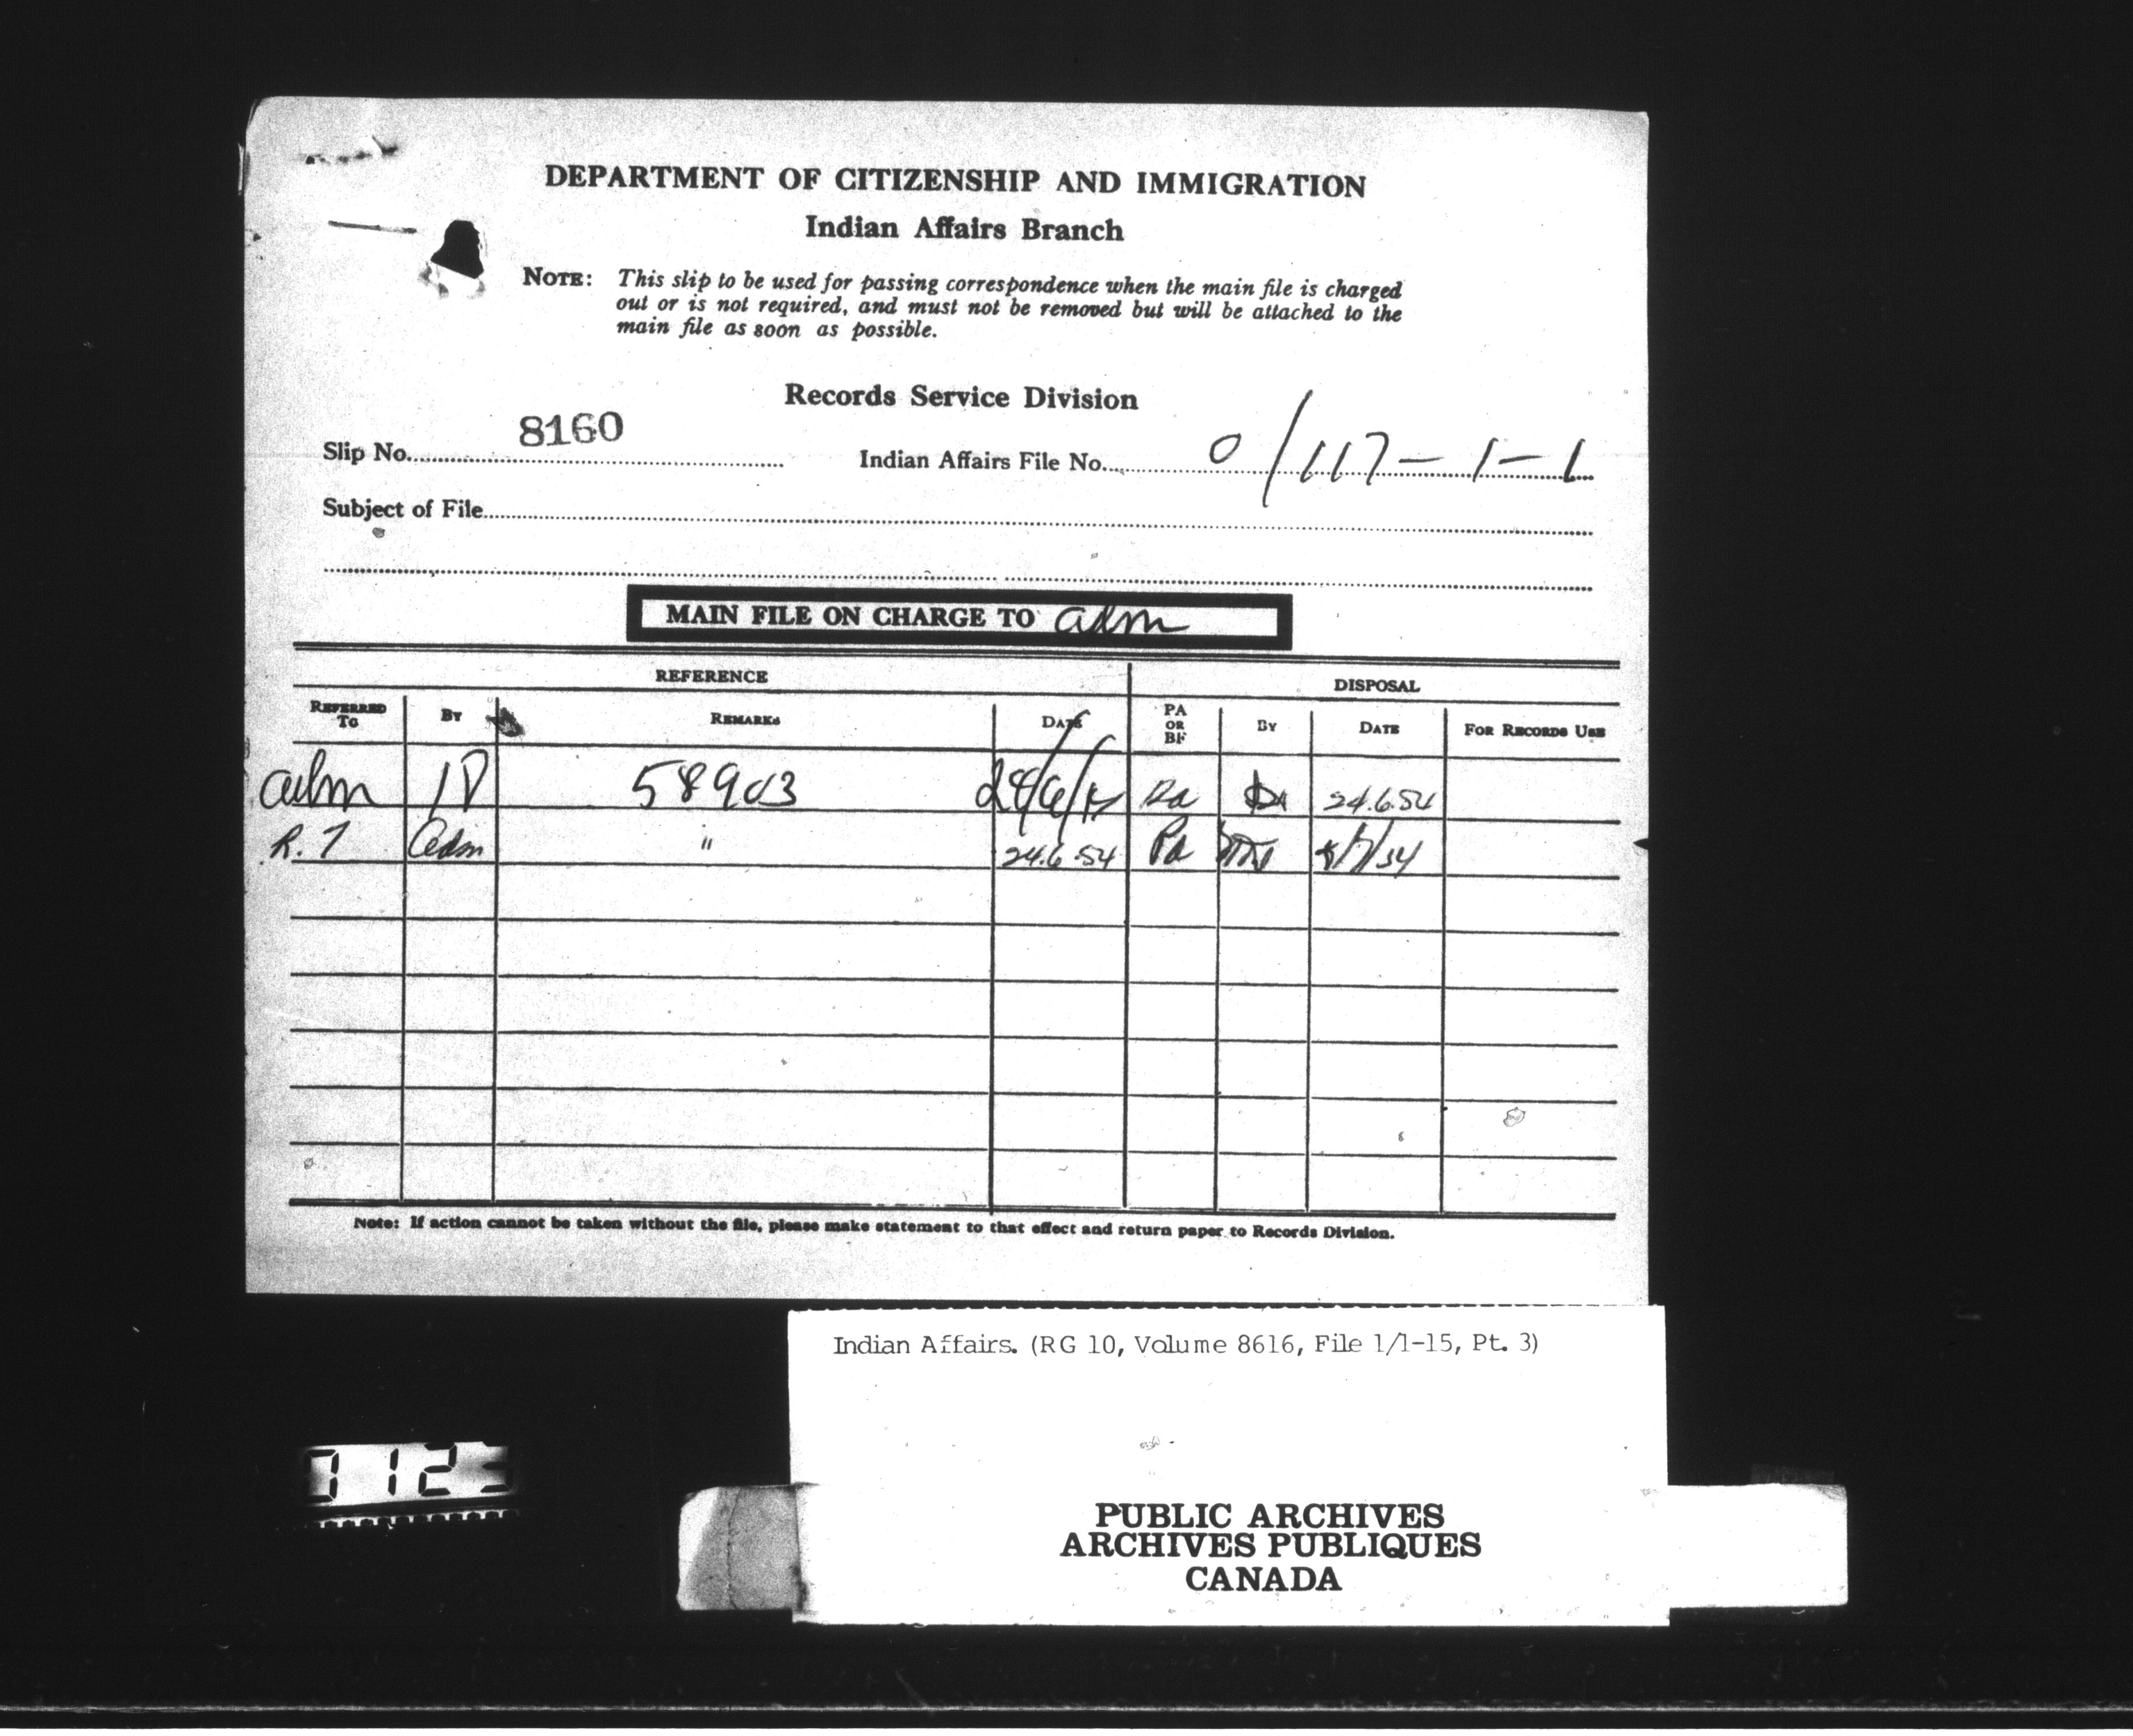 DEPARTMENT OF CITIZENSHIP AND IMMIGRATION
Indian Affairs Branch
NOTE: This slip to be used for passing correspondence when the main file is charged
out or is not required, and must not be removed but will be attached to the
main file as soon as possible.
Records Service Division
Slip No. 8160 Indian Affairs File No. 0/117-1-1
Subject of File
MAIN FILE ON CHARGE TO adm
REFERENCE DISPOSAL
REFERRED TO BY REMARKS DATE PA OR BF BY DATE FOR RECORDS USE
adm 58903 Pa 24.6.54
R.7 Adm " 24.6.54 Pa
Note: If action cannot be taken without the file, please make statement to that effect and return paper to Records Division.
Indian Affairs. (RG 10, Volume 8616, File 1/1-15, Pt. 3)
PUBLIC ARCHIVES
ARCHIVES PUBLIQUES
CANADA